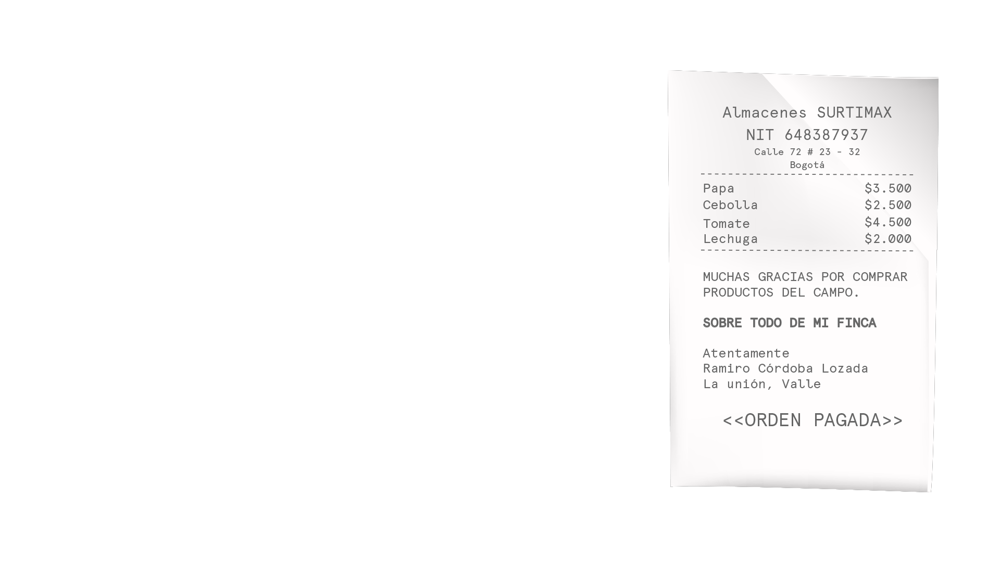 Almacenes SURTIMAX
NIT 648387937
Calle 72 # 23 - 32
Bogotá
--------------------------------
Papa $3.500
Cebolla $2.500
Tomate $4.500
Lechuga $2.000
--------------------------------
MUCHAS GRACIAS POR COMPRAR
PRODUCTOS DEL CAMPO.
SOBRE TODO DE MI FINCA
Atentamente
Ramiro Córdoba Lozada
La unión, Valle
<<ORDEN PAGADA>>